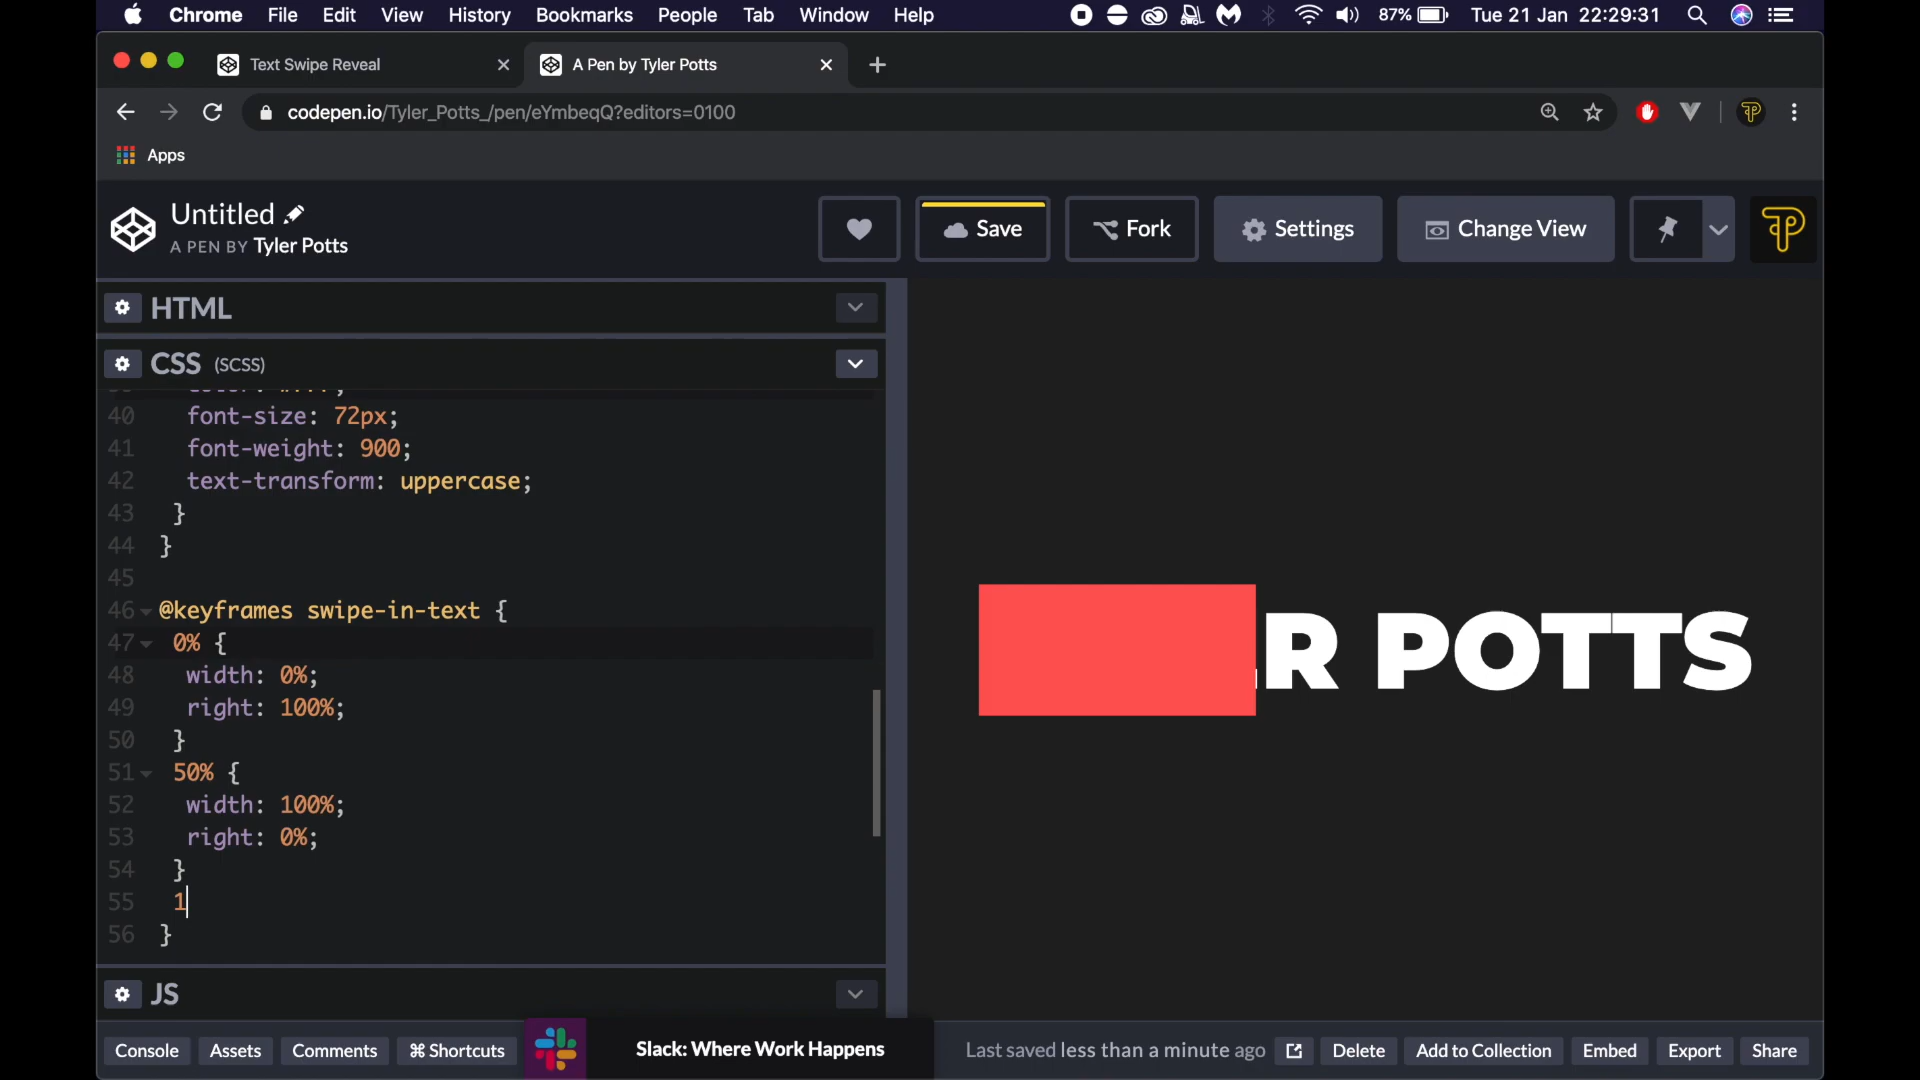 Chrome File Edit View History Bookmarks People Tab Window Help 87% Tue 21 Jan 22:29:31
Text Swipe Reveal A Pen by Tyler Potts
codepen.io/Tyler_Potts_/pen/eYmbeqQ?editors=0100
Apps
Untitled
A PEN BY Tyler Potts
Save Fork Settings Change View
HTML
CSS (SCSS)
40 font-size: 72px;
41 font-weight: 900;
42 text-transform: uppercase;
43 }
44 }
45
46 @keyframes swipe-in-text {
47 0% {
48 width: 0%;
49 right: 100%;
50 }
51 50% {
52 width: 100%;
53 right: 0%;
54 }
55 1
56 }
R POTTS
JS
Console Assets Comments ⌘ Shortcuts Slack: Where Work Happens Last saved less than a minute ago Delete Add to Collection Embed Export Share